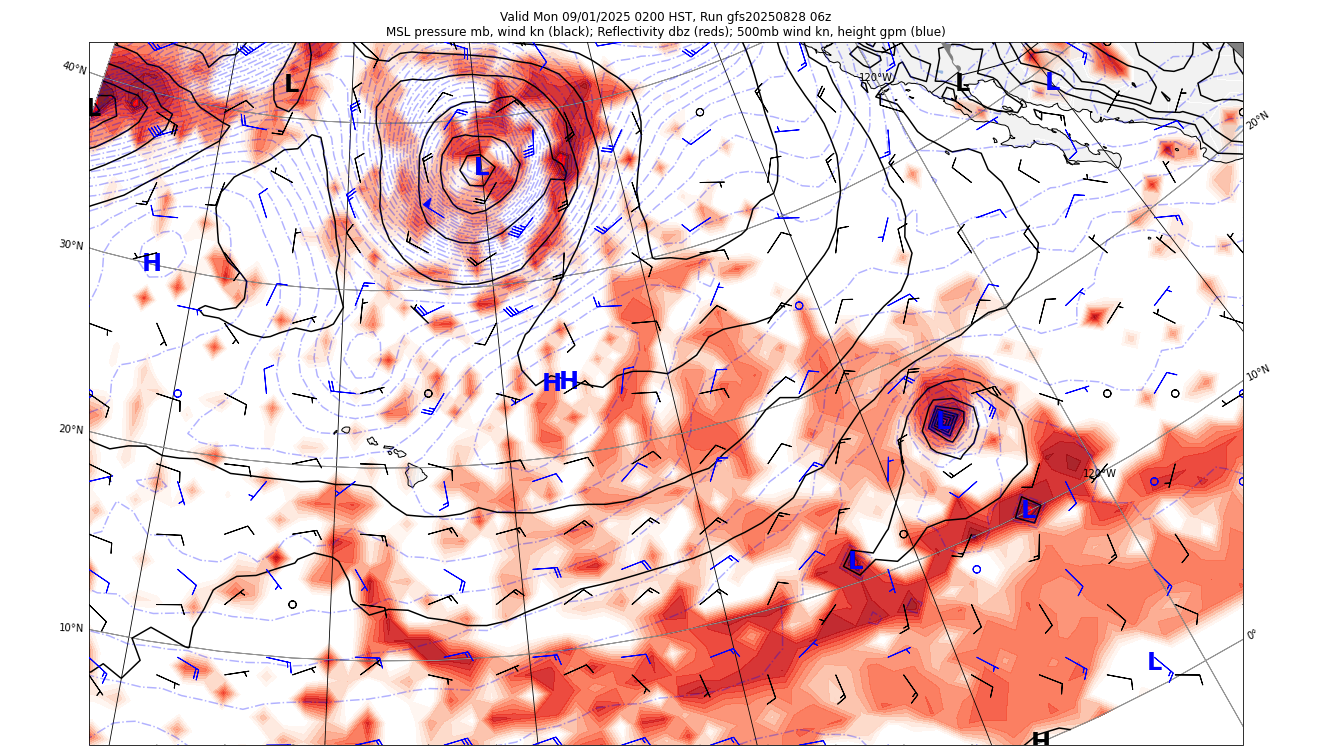 Valid Mon 09/01/2025 0200 HST, Run gfs20250828 06z
MSL pressure mb, wind kn (black); Reflectivity dbz (reds); 500mb wind kn, height gpm (blue)
40°N
120°W
L
L
L
L
20°N
L
30°N
H
10°N
H H
L
20°N
120°W
L
L
10°N
0°
L
H